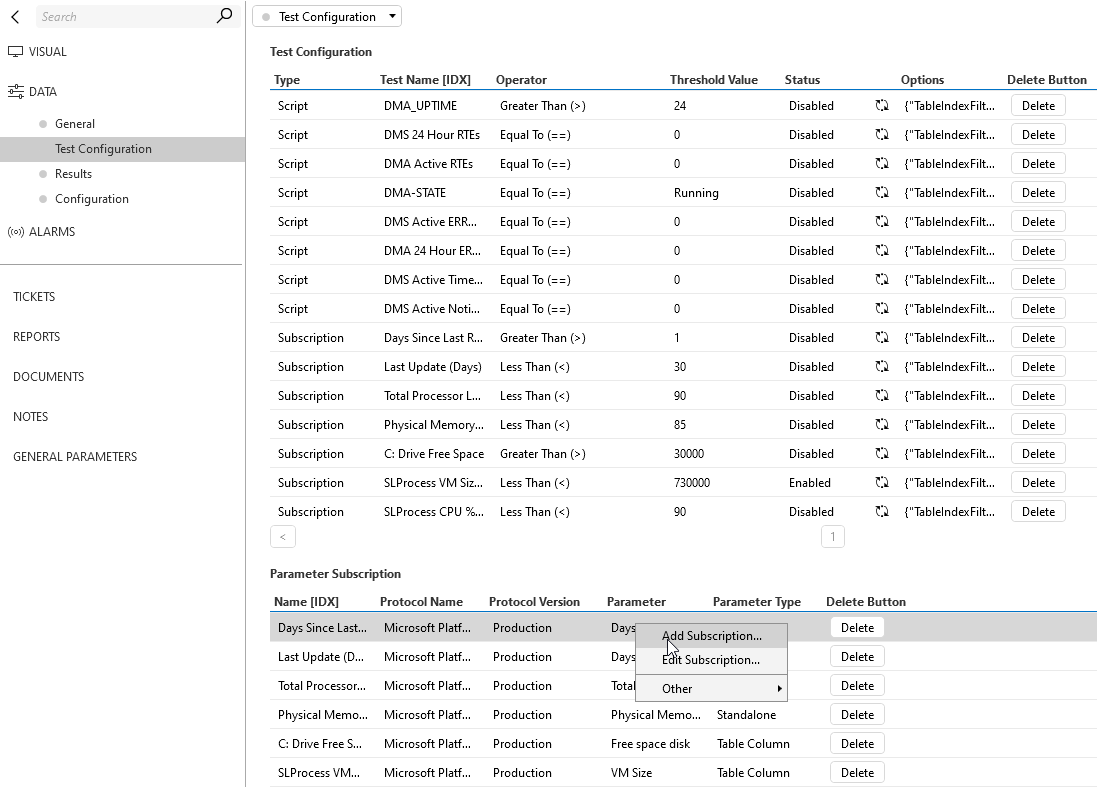 Search
VISUAL
DATA
General
Test Configuration
Results
Configuration
ALARMS
TICKETS
REPORTS
DOCUMENTS
NOTES
GENERAL PARAMETERS
Test Configuration
Test Configuration
Type Test Name [IDX] Operator Threshold Value Status Options Delete Button
Script DMA_UPTIME Greater Than (>) 24 Disabled {"TableIndexFilt... Delete
Script DMS 24 Hour RTEs Equal To (==) 0 Disabled {"TableIndexFilt... Delete
Script DMA Active RTEs Equal To (==) 0 Disabled {"TableIndexFilt... Delete
Script DMA-STATE Equal To (==) Running Disabled {"TableIndexFilt... Delete
Script DMS Active ERR... Equal To (==) 0 Disabled {"TableIndexFilt... Delete
Script DMA 24 Hour ER... Equal To (==) 0 Disabled {"TableIndexFilt... Delete
Script DMS Active Time... Equal To (==) 0 Disabled {"TableIndexFilt... Delete
Script DMS Active Noti... Equal To (==) 0 Disabled {"TableIndexFilt... Delete
Subscription Days Since Last R... Greater Than (>) 1 Disabled {"TableIndexFilt... Delete
Subscription Last Update (Days) Less Than (<) 30 Disabled {"TableIndexFilt... Delete
Subscription Total Processor L... Less Than (<) 90 Disabled {"TableIndexFilt... Delete
Subscription Physical Memory... Less Than (<) 85 Disabled {"TableIndexFilt... Delete
Subscription C: Drive Free Space Greater Than (>) 30000 Disabled {"TableIndexFilt... Delete
Subscription SLProcess VM Siz... Less Than (<) 730000 Enabled {"TableIndexFilt... Delete
Subscription SLProcess CPU %... Less Than (<) 90 Disabled {"TableIndexFilt... Delete
< 1
Parameter Subscription
Name [IDX] Protocol Name Protocol Version Parameter Parameter Type Delete Button
Days Since Last... Microsoft Platf... Production Days Delete
Last Update (D... Microsoft Platf... Production Days Delete
Total Processor... Microsoft Platf... Production Total Delete
Physical Memo... Microsoft Platf... Production Physical Memo... Standalone Delete
C: Drive Free S... Microsoft Platf... Production Free space disk Table Column Delete
SLProcess VM... Microsoft Platf... Production VM Size Table Column Delete
Add Subscription...
Edit Subscription...
Other